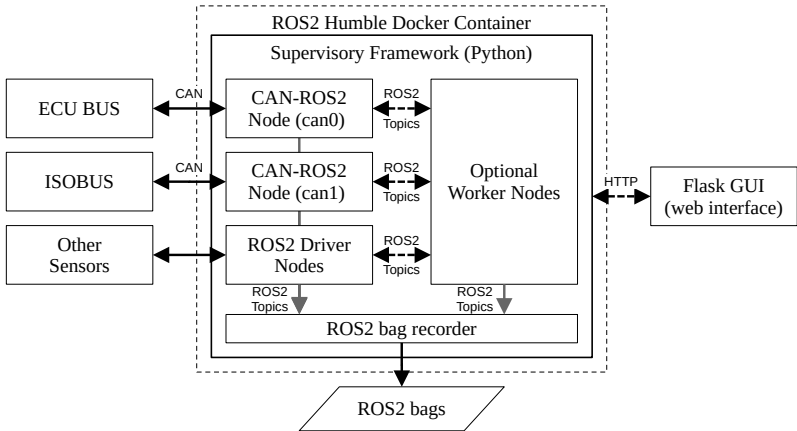 ROS2 Humble Docker Container
Supervisory Framework (Python)
ECU BUS
CAN
CAN-ROS2
Node (can0)
ROS2
Topics
ISOBUS
CAN
CAN-ROS2
Node (can1)
ROS2
Topics
Optional
Worker Nodes
HTTP
Flask GUI
(web interface)
Other
Sensors
ROS2 Driver
Nodes
ROS2
Topics
ROS2
Topics
ROS2
Topics
ROS2 bag recorder
ROS2 bags